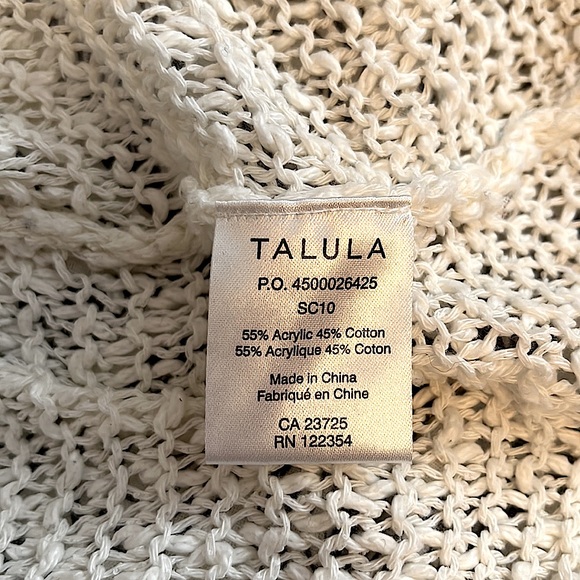 TALULA
P.O. 4500026425
SC10
55% Acrylic 45% Cotton
55% Acrylique 45% Coton
Made in China
Fabriqué en Chine
CA 23725
RN 122354